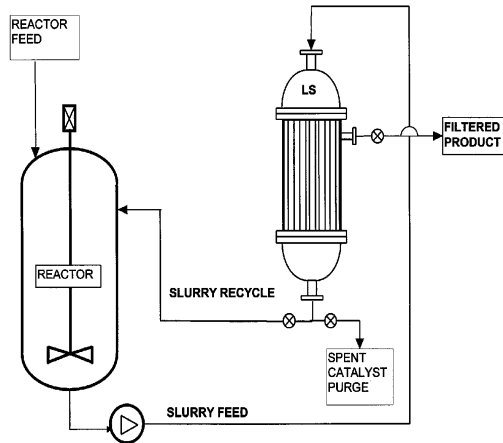 REACTOR
FEED
LS
FILTERED
PRODUCT
REACTOR
SLURRY RECYCLE
SPENT
CATALYST
PURGE
SLURRY FEED